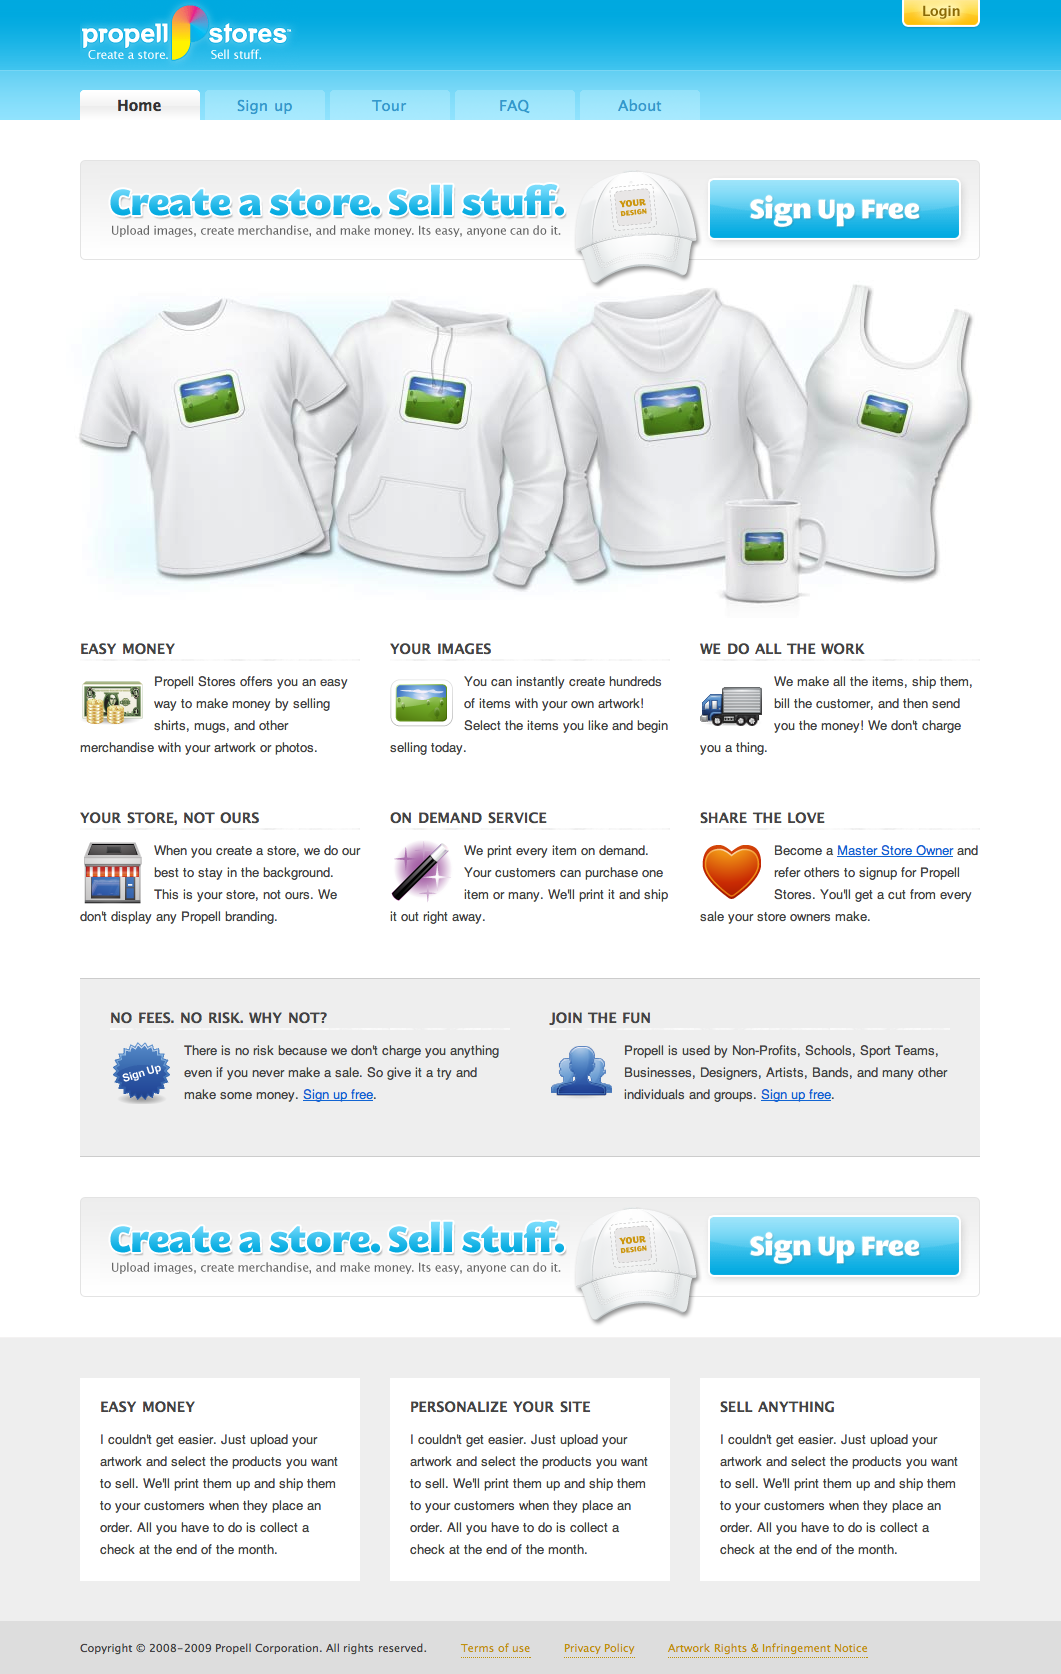 propell stores™
Create a store. Sell stuff.
Login
Home
Sign up
Tour
FAQ
About
Create a store. Sell stuff.
Upload images, create merchandise, and make money. Its easy, anyone can do it.
YOUR
DESIGN
Sign Up Free
EASY MONEY
Propell Stores offers you an easy
way to make money by selling
shirts, mugs, and other
merchandise with your artwork or photos.
YOUR IMAGES
You can instantly create hundreds
of items with your own artwork!
Select the items you like and begin
selling today.
WE DO ALL THE WORK
We make all the items, ship them,
bill the customer, and then send
you the money! We don't charge
you a thing.
YOUR STORE, NOT OURS
When you create a store, we do our
best to stay in the background.
This is your store, not ours. We
don't display any Propell branding.
ON DEMAND SERVICE
We print every item on demand.
Your customers can purchase one
item or many. We'll print it and ship
it out right away.
SHARE THE LOVE
Become a Master Store Owner and
refer others to signup for Propell
Stores. You'll get a cut from every
sale your store owners make.
NO FEES. NO RISK. WHY NOT?
Sign Up
There is no risk because we don't charge you anything
even if you never make a sale. So give it a try and
make some money. Sign up free.
JOIN THE FUN
Propell is used by Non-Profits, Schools, Sport Teams,
Businesses, Designers, Artists, Bands, and many other
individuals and groups. Sign up free.
Create a store. Sell stuff.
Upload images, create merchandise, and make money. Its easy, anyone can do it.
YOUR
DESIGN
Sign Up Free
EASY MONEY
I couldn't get easier. Just upload your
artwork and select the products you want
to sell. We'll print them up and ship them
to your customers when they place an
order. All you have to do is collect a
check at the end of the month.
PERSONALIZE YOUR SITE
I couldn't get easier. Just upload your
artwork and select the products you want
to sell. We'll print them up and ship them
to your customers when they place an
order. All you have to do is collect a
check at the end of the month.
SELL ANYTHING
I couldn't get easier. Just upload your
artwork and select the products you want
to sell. We'll print them up and ship them
to your customers when they place an
order. All you have to do is collect a
check at the end of the month.
Copyright © 2008-2009 Propell Corporation. All rights reserved. Terms of use Privacy Policy Artwork Rights & Infringement Notice